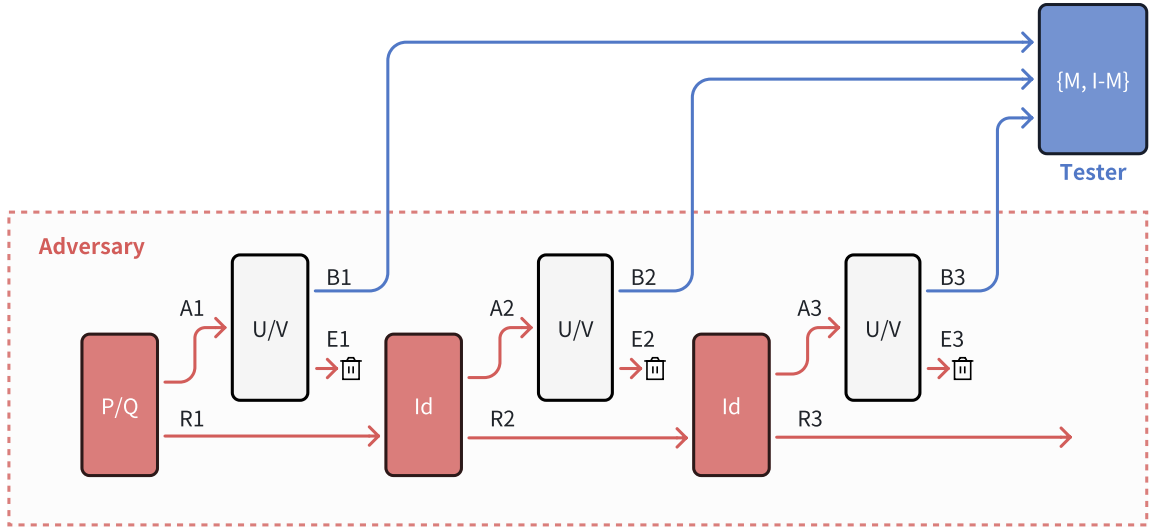 {M, I-M}
Tester
Adversary
B1
B2
B3
A1
A2
A3
U/V
U/V
U/V
E1
E2
E3
P/Q
Id
Id
R1
R2
R3